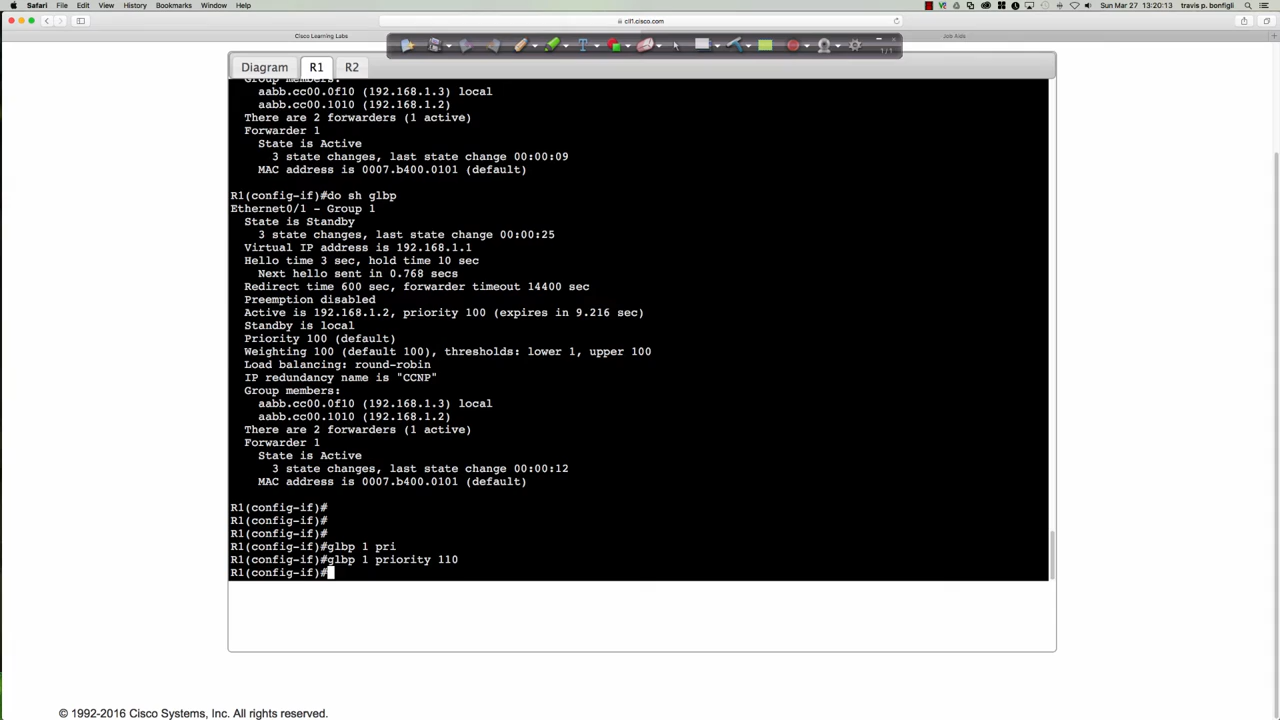 Safari File Edit View History Bookmarks Window Help
Sun Mar 27 13:20:13 travis p. bonfigli
cll1.cisco.com
Cisco Learning Labs
Job Aids
1/1
Diagram R1 R2
Group members:
aabb.cc00.0f10 (192.168.1.3) local
aabb.cc00.1010 (192.168.1.2)
There are 2 forwarders (1 active)
Forwarder 1
State is Active
3 state changes, last state change 00:00:09
MAC address is 0007.b400.0101 (default)
R1(config-if)#do sh glbp
Ethernet0/1 - Group 1
State is Standby
3 state changes, last state change 00:00:25
Virtual IP address is 192.168.1.1
Hello time 3 sec, hold time 10 sec
Next hello sent in 0.768 secs
Redirect time 600 sec, forwarder timeout 14400 sec
Preemption disabled
Active is 192.168.1.2, priority 100 (expires in 9.216 sec)
Standby is local
Priority 100 (default)
Weighting 100 (default 100), thresholds: lower 1, upper 100
Load balancing: round-robin
IP redundancy name is "CCNP"
Group members:
aabb.cc00.0f10 (192.168.1.3) local
aabb.cc00.1010 (192.168.1.2)
There are 2 forwarders (1 active)
Forwarder 1
State is Active
3 state changes, last state change 00:00:12
MAC address is 0007.b400.0101 (default)
R1(config-if)#
R1(config-if)#
R1(config-if)#
R1(config-if)#glbp 1 pri
R1(config-if)#glbp 1 priority 110
R1(config-if)#
© 1992-2016 Cisco Systems, Inc. All rights reserved.